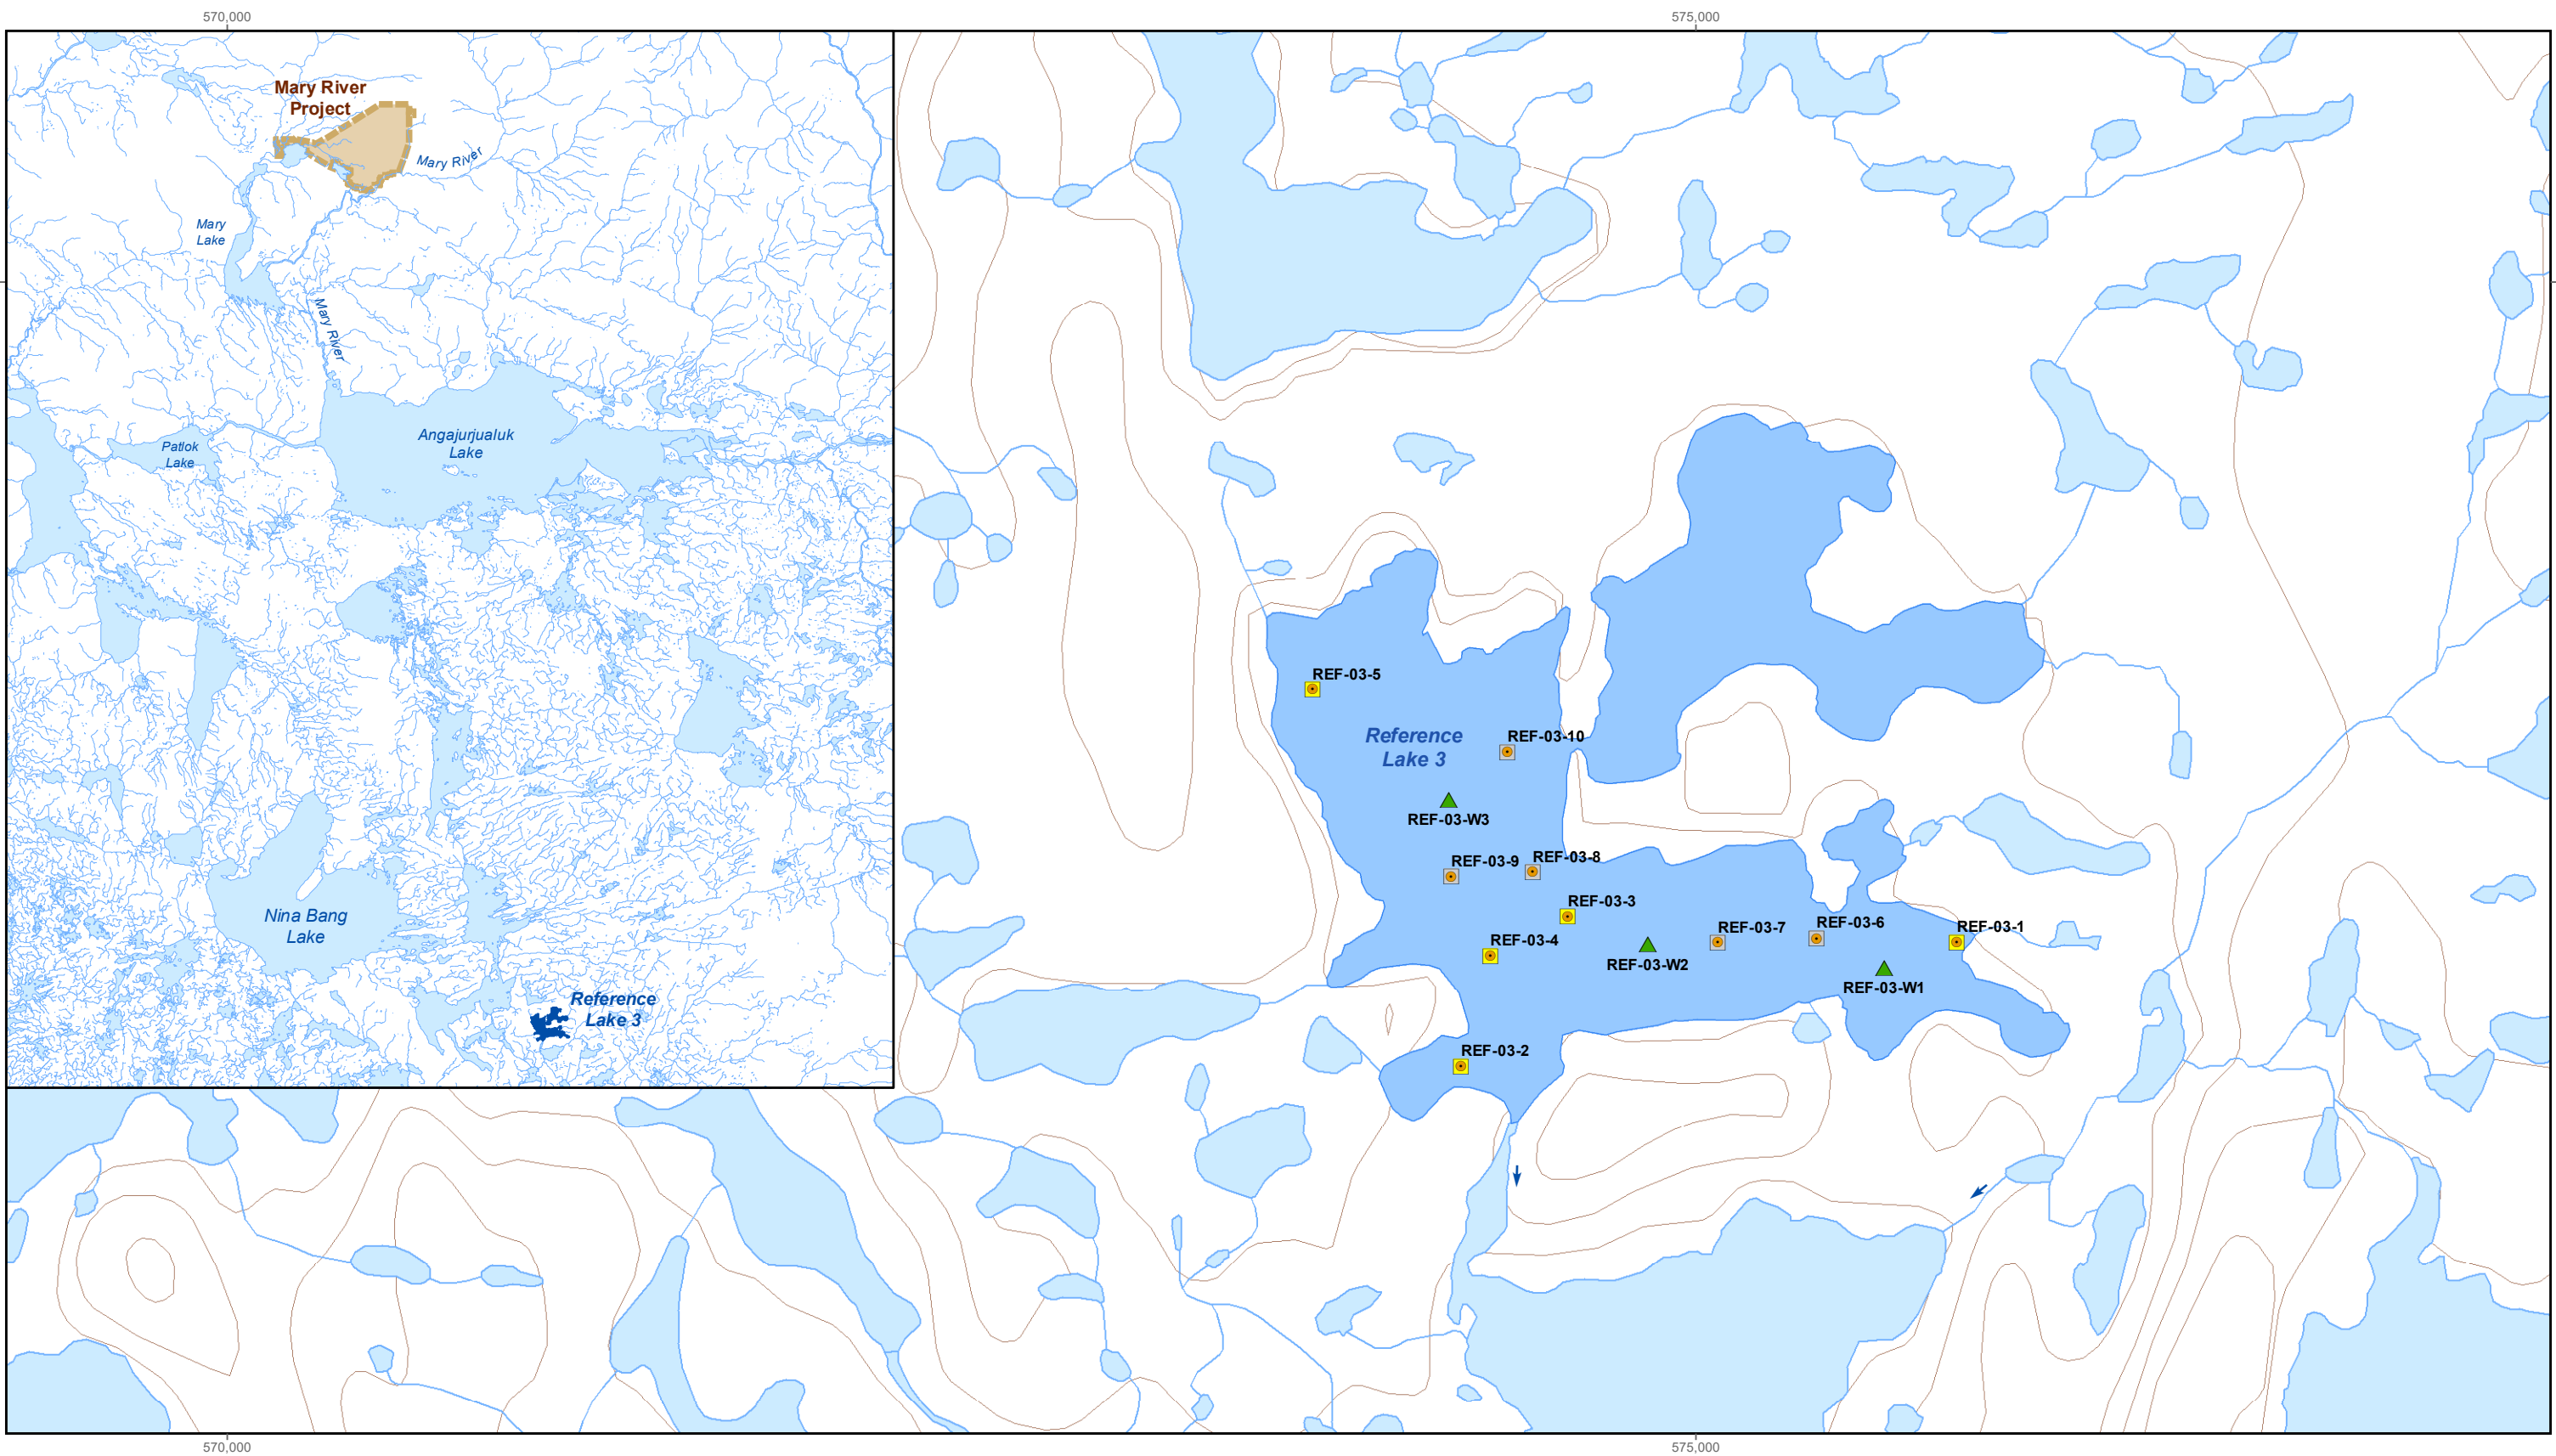 570,000
575,000
Mary River
Project
Mary River
Mary
Lake
Mary River
Angajurjualuk
Lake
Patlok
Lake
Nina Bang
Lake
Reference
Lake 3
REF-03-5
Reference
Lake 3
REF-03-10
REF-03-W3
REF-03-9
REF-03-8
REF-03-3
REF-03-4
REF-03-W2
REF-03-7
REF-03-6
REF-03-1
REF-03-W1
REF-03-2
570,000
575,000